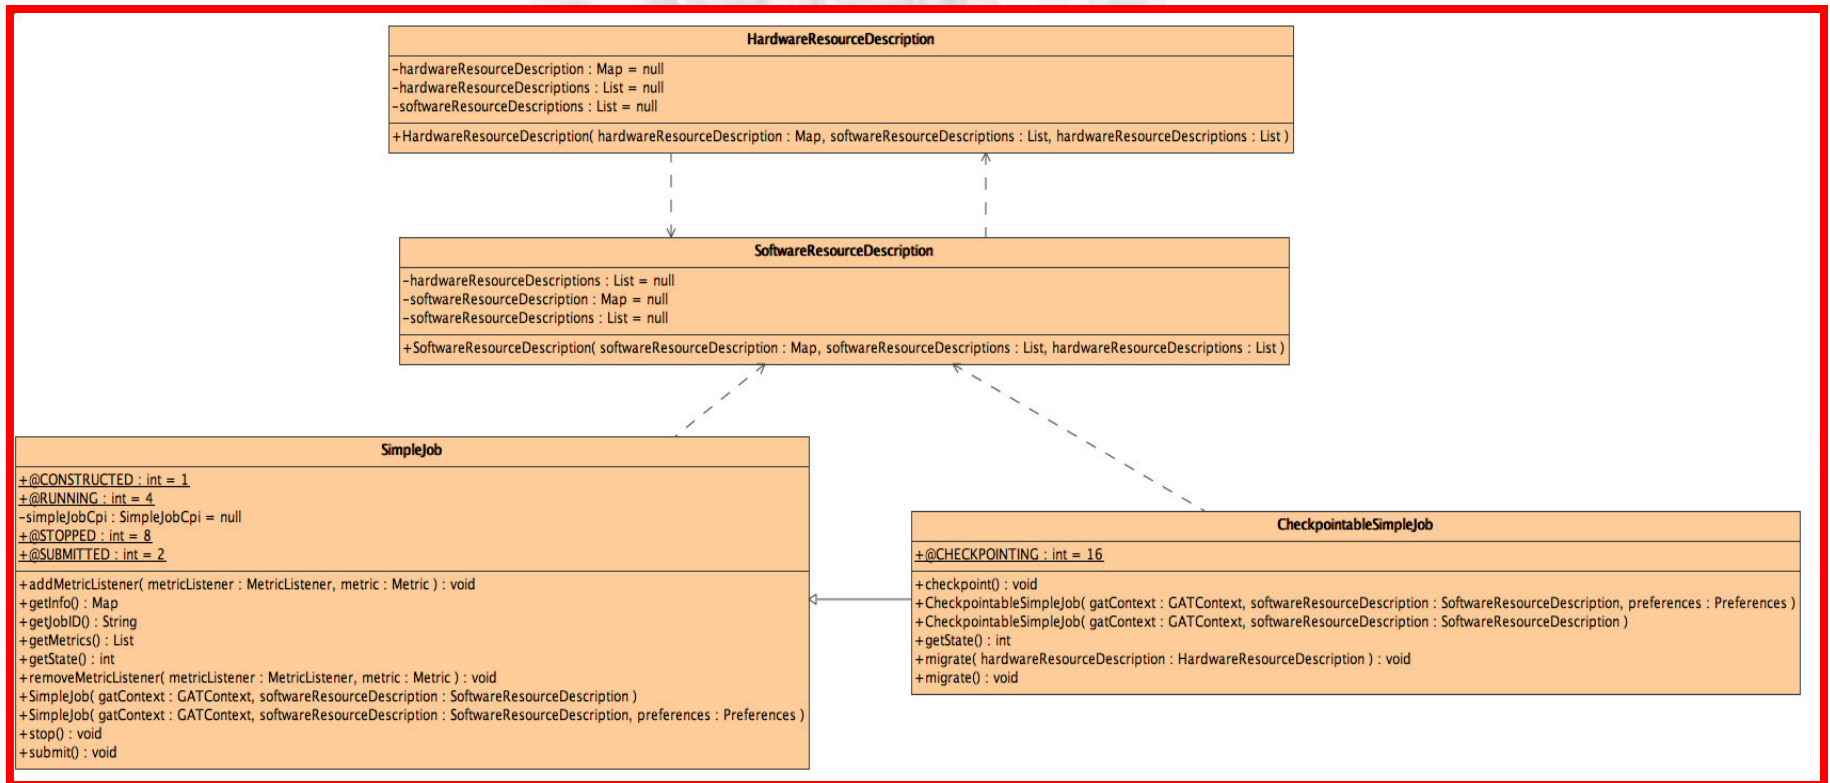 HardwareResourceDescription
-hardwareResourceDescription : Map = null
-hardwareResourceDescriptions : List = null
-softwareResourceDescriptions : List = null
+HardwareResourceDescription( hardwareResourceDescription : Map, softwareResourceDescriptions : List, hardwareResourceDescriptions : List )
SoftwareResourceDescription
-hardwareResourceDescriptions : List = null
-softwareResourceDescription : Map = null
-softwareResourceDescriptions : List = null
+SoftwareResourceDescription( softwareResourceDescription : Map, softwareResourceDescriptions : List, hardwareResourceDescriptions : List )
SimpleJob
+@CONSTRUCTED : int = 1
+@RUNNING : int = 4
-simpleJobCpi : SimpleJobCpi = null
+@STOPPED : int = 8
+@SUBMITTED : int = 2
+addMetricListener( metricListener : MetricListener, metric : Metric ) : void
+getInfo() : Map
+getJobID() : String
+getMetrics() : List
+getState() : int
+removeMetricListener( metricListener : MetricListener, metric : Metric ) : void
+SimpleJob( gatContext : GATContext, softwareResourceDescription : SoftwareResourceDescription )
+SimpleJob( gatContext : GATContext, softwareResourceDescription : SoftwareResourceDescription, preferences : Preferences )
+stop() : void
+submit() : void
CheckpointableSimpleJob
+@CHECKPOINTING : int = 16
+checkpoint() : void
+CheckpointableSimpleJob( gatContext : GATContext, softwareResourceDescription : SoftwareResourceDescription, preferences : Preferences )
+CheckpointableSimpleJob( gatContext : GATContext, softwareResourceDescription : SoftwareResourceDescription )
+getState() : int
+migrate( hardwareResourceDescription : HardwareResourceDescription ) : void
+migrate() : void